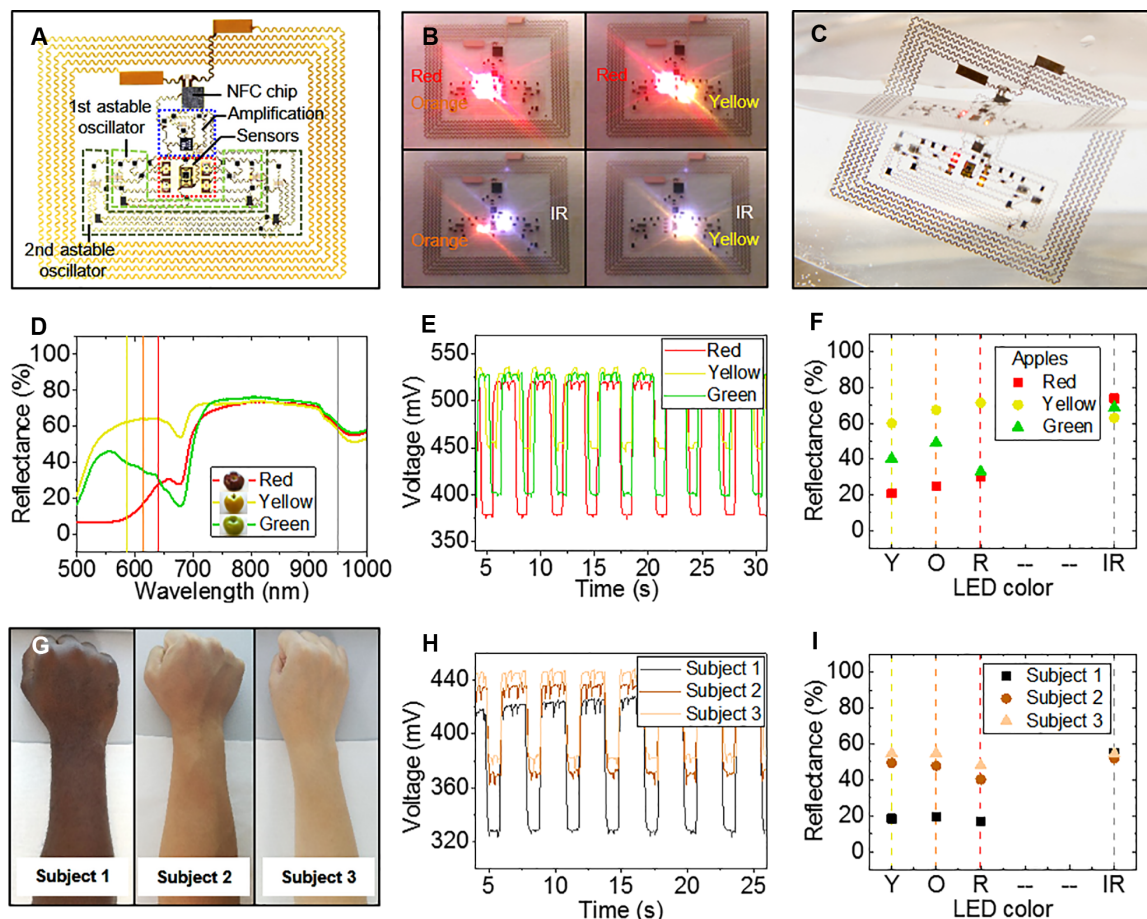 A
NFC chip
1st astable
oscillator
Amplification
Sensors
2nd astable
oscillator
B
Red
Orange
Red
Yellow
Orange
IR
IR
Yellow
C
D
Reflectance (%)
100
80
60
40
20
0
Red
Yellow
Green
500 600 700 800 900 1000
Wavelength (nm)
E
Voltage (mV)
550
500
450
400
350
Red
Yellow
Green
5 10 15 20 25 30
Time (s)
F
Reflectance (%)
100
80
60
40
20
0
Apples
Red
Yellow
Green
Y O R -- -- IR
LED color
G
Subject 1
Subject 2
Subject 3
H
Voltage (mV)
440
400
360
320
Subject 1
Subject 2
Subject 3
5 10 15 20 25
Time (s)
I
Reflectance (%)
100
80
60
40
20
0
Subject 1
Subject 2
Subject 3
Y O R -- -- IR
LED color